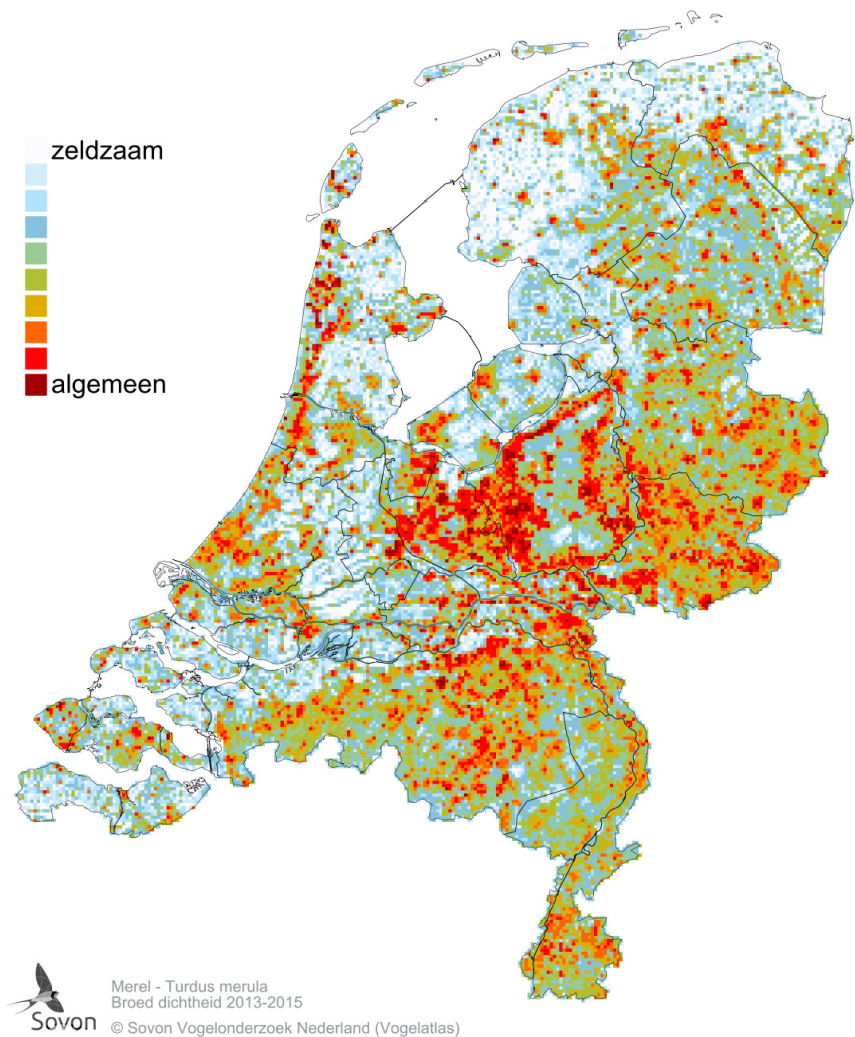 zeldzaam
algemeen
Merel - Turdus merula
Broed dichtheid 2013-2015
Sovon
© Sovon Vogelonderzoek Nederland (Vogelatlas)